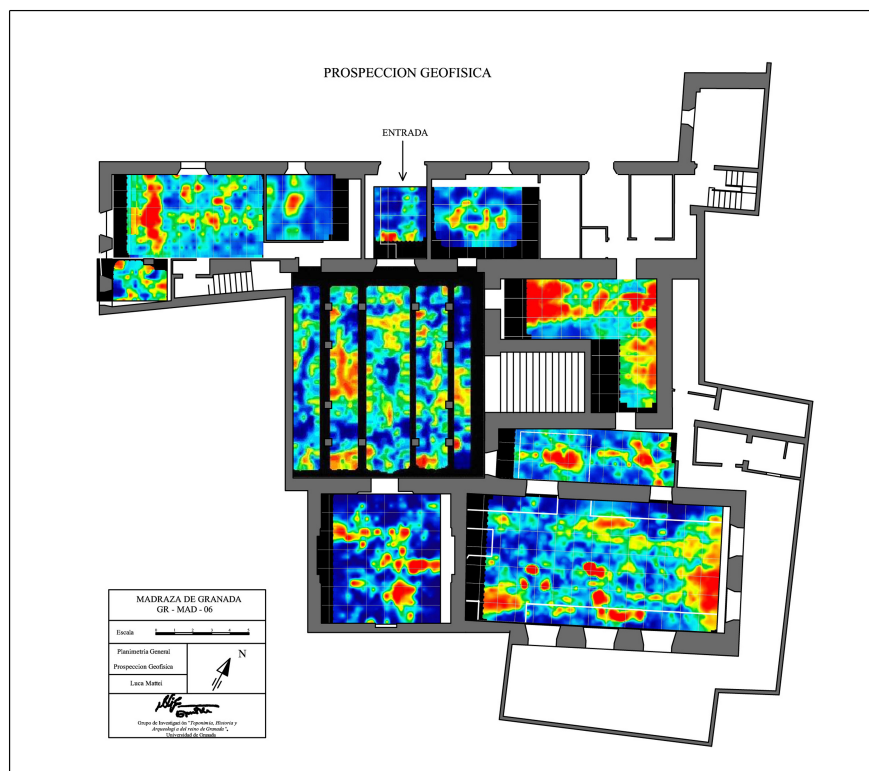 PROSPECCION GEOFISICA
ENTRADA
MADRAZA DE GRANADA
GR - MAD - 06
Escala
Planimetria General
Prospeccion Geofisica
Luca Mattei
N
Grupo de Investigación "Toponimia, Historia y
Arqueología del reino de Granada",
Universidad de Granada